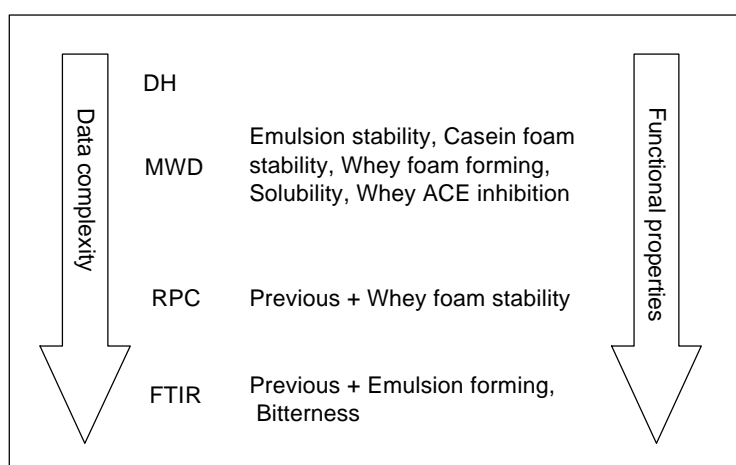 Data complexity
DH
MWD
Emulsion stability, Casein foam
stability, Whey foam forming,
Solubility, Whey ACE inhibition
RPC
Previous + Whey foam stability
FTIR
Previous + Emulsion forming,
Bitterness
Functional properties